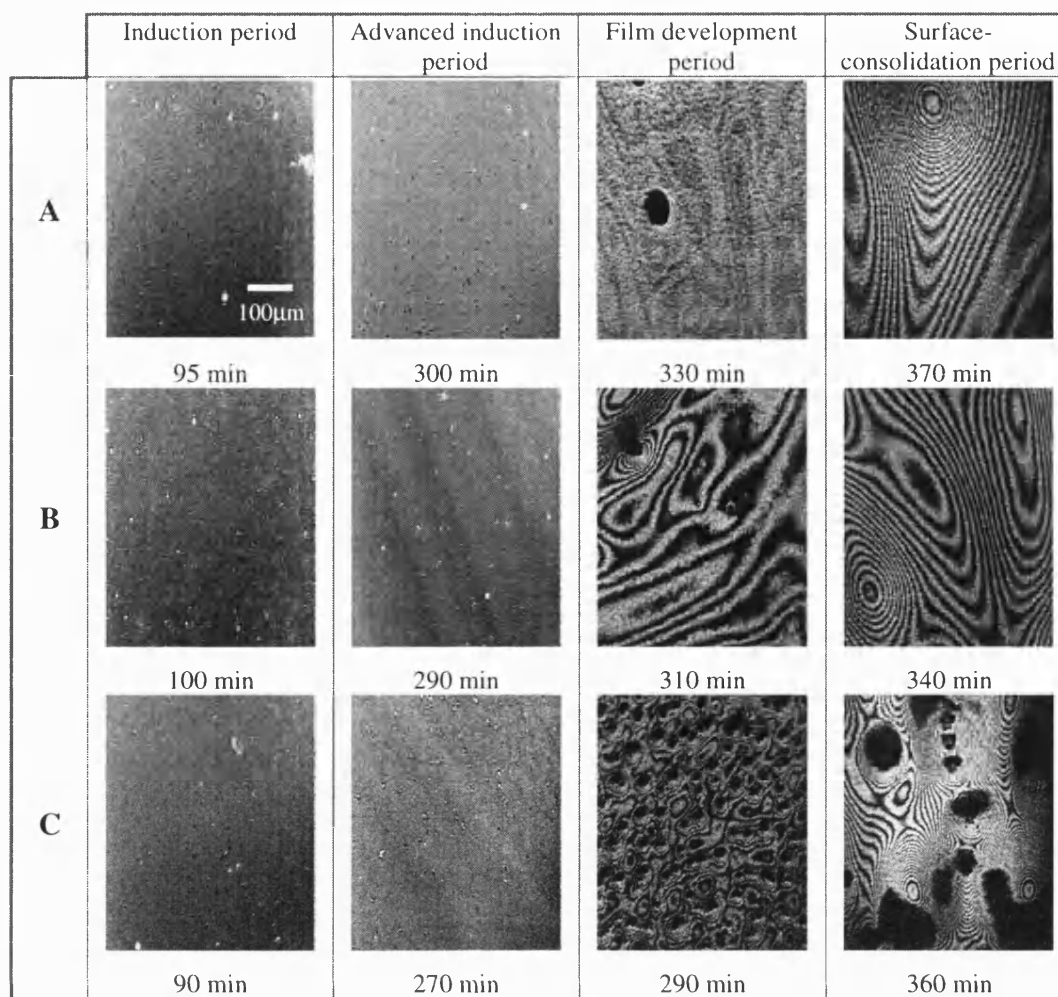 Induction period
Advanced induction period
Film development period
Surface-consolidation period
A
100µm
95 min
300 min
330 min
370 min
B
100 min
290 min
310 min
340 min
C
90 min
270 min
290 min
360 min